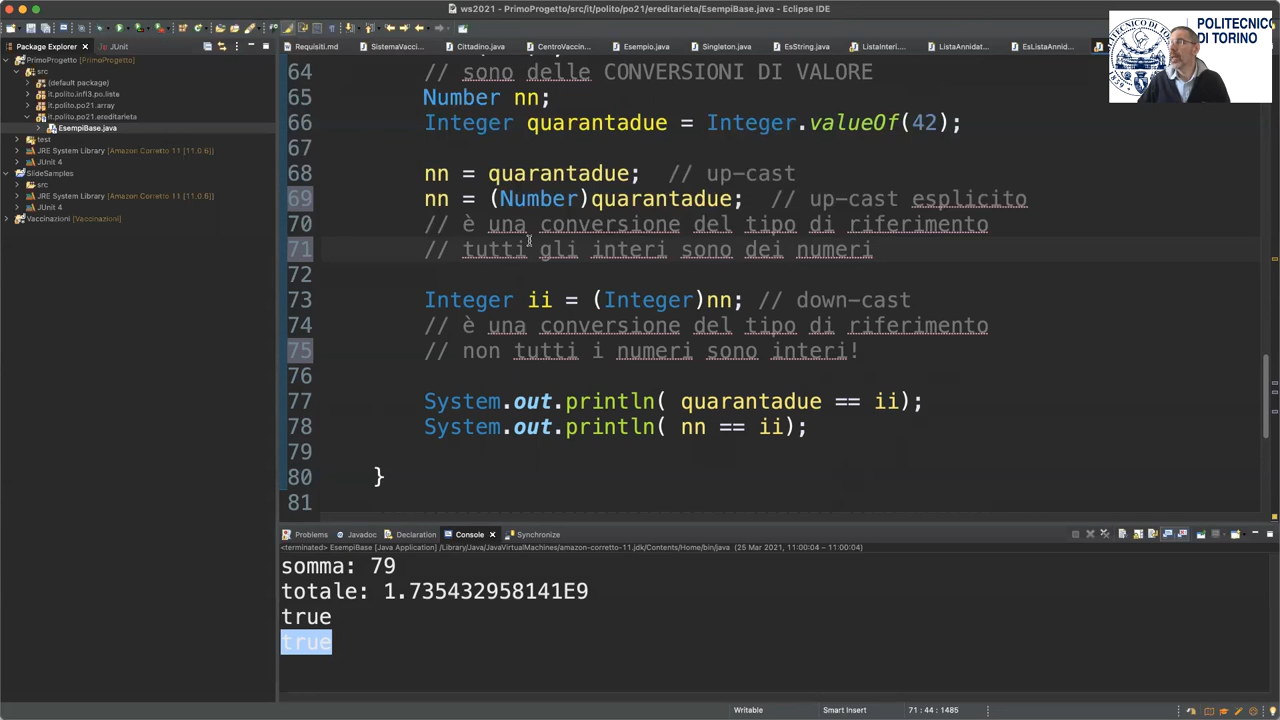 ws2021 - PrimoProgetto/src/it/polito/po21/ereditarieta/EsempiBase.java - Eclipse IDE
POLITECNICO
DI TORINO
Package Explorer
JUnit
PrimoProgetto [PrimoProgetto]
src
(default package)
it.polito.inf13.po.liste
it.polito.po21.array
it.polito.po21.ereditarieta
EsempiBase.java
test
JRE System Library [Amazon Corretto 11 [11.0.6]]
JUnit 4
SlideSamples
src
JRE System Library [Amazon Corretto 11 [11.0.6]]
JUnit 4
Vaccinazioni [Vaccinazioni]
Requisiti.md
SistemaVacci...
Cittadino.java
CentroVaccin...
Esempio.java
Singleton.java
EsString.java
ListaInteri....
ListaAnnidat...
EsListaAnnid...
64 // sono delle CONVERSIONI DI VALORE
65 Number nn;
66 Integer quarantadue = Integer.valueOf(42);
67
68 nn = quarantadue; // up-cast
69 nn = (Number)quarantadue; // up-cast esplicito
70 // è una conversione del tipo di riferimento
71 // tutti gli interi sono dei numeri
72
73 Integer ii = (Integer)nn; // down-cast
74 // è una conversione del tipo di riferimento
75 // non tutti i numeri sono interi!
76
77 System.out.println( quarantadue == ii);
78 System.out.println( nn == ii);
79
80 }
81
Problems
Javadoc
Declaration
Console
Synchronize
<terminated> EsempiBase [Java Application] /Library/Java/JavaVirtualMachines/amazon-corretto-11.jdk/Contents/Home/bin/java (25 Mar 2021, 11:00:04 – 11:00:04)
somma: 79
totale: 1.735432958141E9
true
true
Writable
Smart Insert
71 : 44 : 1485